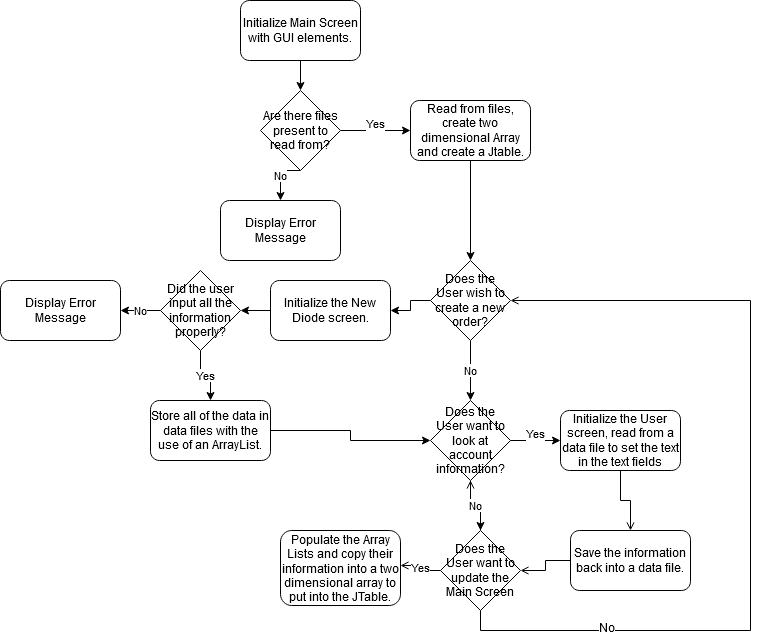 Initialize Main Screen
with GUI elements.
Are there files
present to
read from?
Yes
Read from files,
create two
dimensional Array
and create a Jtable.
No
Display Error
Message
Does the
User wish to
create a new
order?
Initialize the New
Diode screen.
Did the user
input all the
information
properly?
No
Display Error
Message
Yes
Store all of the data in
data files with the
use of an ArrayList.
No
Does the
User want to
look at
account
information?
Yes
Initialize the User
screen, read from a
data file to set the text
in the text fields
No
Save the information
back into a data file.
Does the
User want to
update the
Main Screen
Yes
Populate the Array
Lists and copy their
information into a two
dimensional array to
put into the JTable.
No